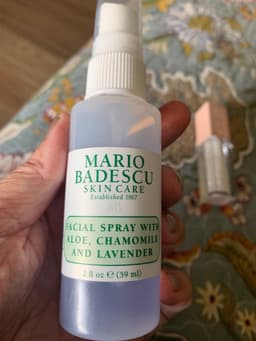 MARIO
BADESCU
SKIN CARE
Established 1967
FACIAL SPRAY WITH
ALOE, CHAMOMILE
AND LAVENDER
2 fl oz ℮ (59 ml)